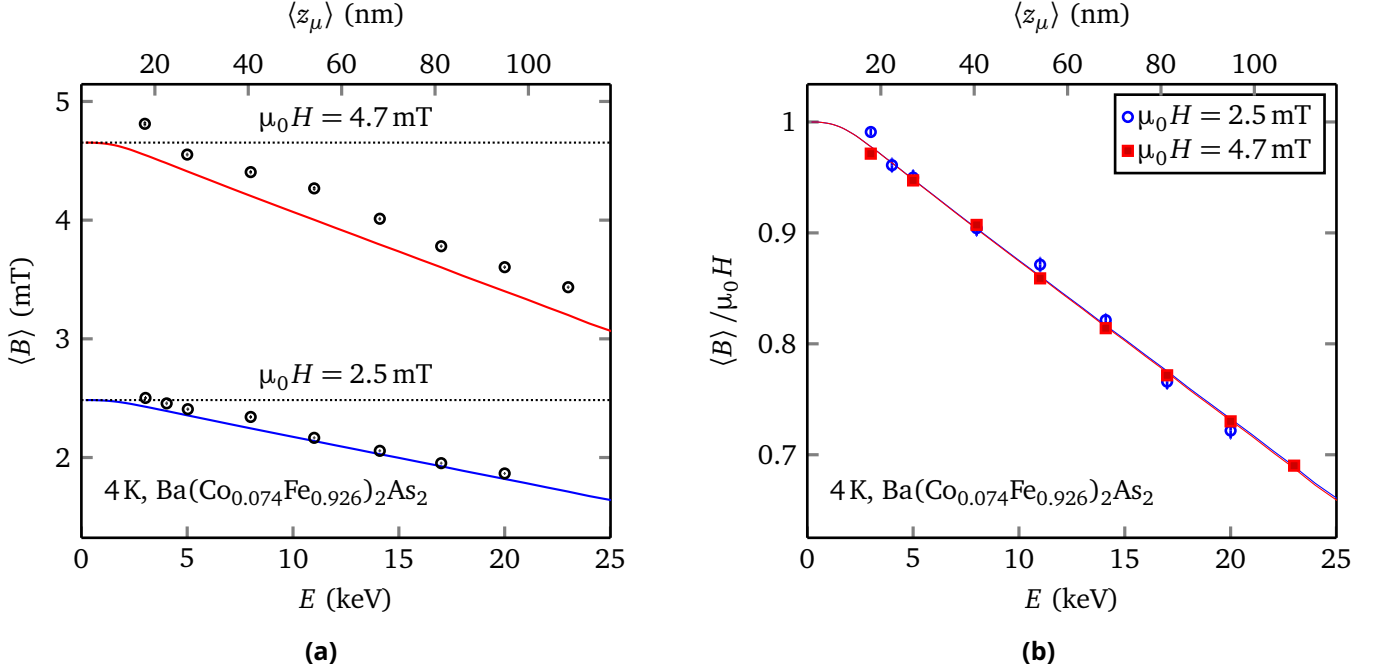 ⟨z_μ⟩ (nm)
20 40 60 80 100
5
4
3
2
⟨B⟩ (mT)
μ₀H = 4.7 mT
μ₀H = 2.5 mT
4 K, Ba(Co₀.₀₇₄Fe₀.₉₂₆)₂As₂
0 5 10 15 20 25
E (keV)
(a)
⟨z_μ⟩ (nm)
20 40 60 80 100
1
0.9
0.8
0.7
⟨B⟩ /μ₀H
μ₀H = 2.5 mT
μ₀H = 4.7 mT
4 K, Ba(Co₀.₀₇₄Fe₀.₉₂₆)₂As₂
0 5 10 15 20 25
E (keV)
(b)